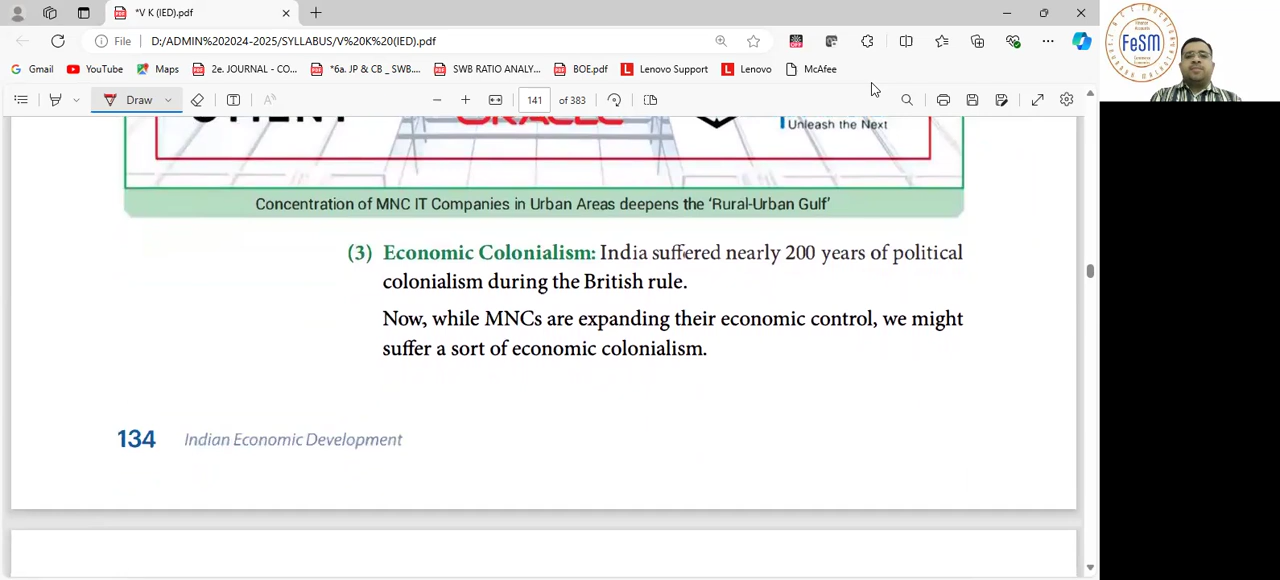 *V K (IED).pdf
File D:/ADMIN%202024-2025/SYLLABUS/V%20K%20(IED).pdf
Gmail YouTube Maps 2e. JOURNAL - CO... *6a. JP & CB _ SWB.... SWB RATIO ANALY... BOE.pdf Lenovo Support Lenovo McAfee
Draw 141 of 383
ORACLE
Unleash the Next
Concentration of MNC IT Companies in Urban Areas deepens the 'Rural-Urban Gulf'
(3) Economic Colonialism: India suffered nearly 200 years of political
colonialism during the British rule.
Now, while MNCs are expanding their economic control, we might
suffer a sort of economic colonialism.
134 Indian Economic Development
FeSM